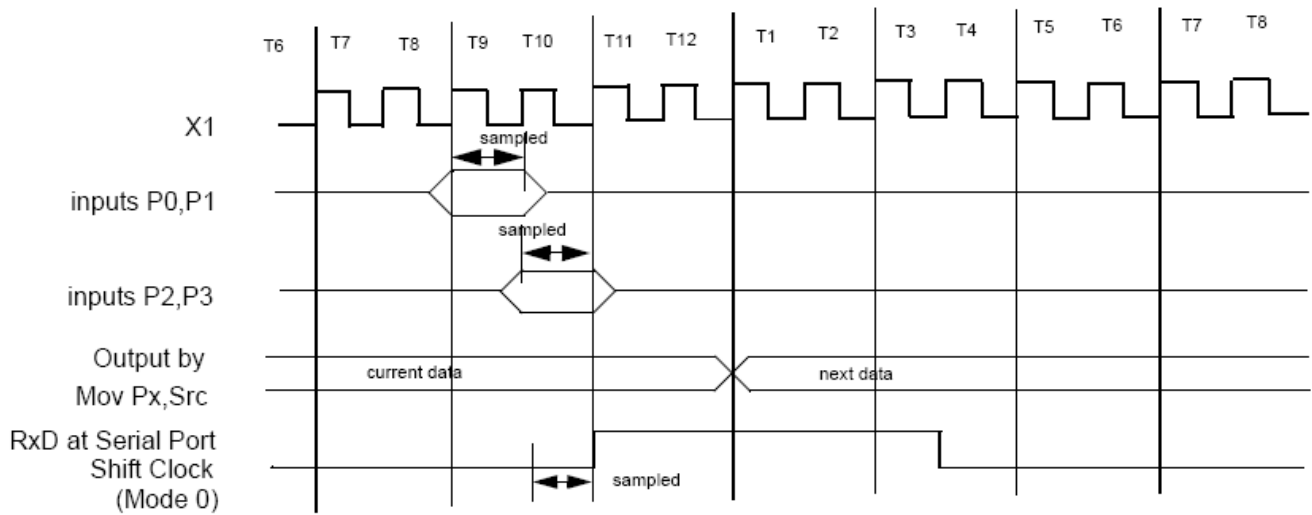 T6 T7 T8 T9 T10 T11 T12 T1 T2 T3 T4 T5 T6 T7 T8
X1
sampled
inputs P0,P1
sampled
inputs P2,P3
Output by
current data next data
Mov Px,Src
RxD at Serial Port
Shift Clock
sampled
(Mode 0)